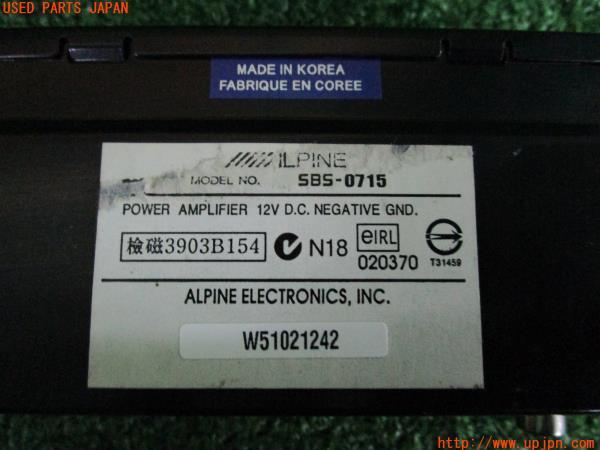 USED PARTS JAPAN
MADE IN KOREA
FABRIQUE EN COREE
ALPINE
MODEL NO. SBS-0715
POWER AMPLIFIER 12V D.C. NEGATIVE GND.
檢磁3903B154 N18 eIRL 020370 T31459
ALPINE ELECTRONICS, INC.
W51021242
http://www.upjpn.com/